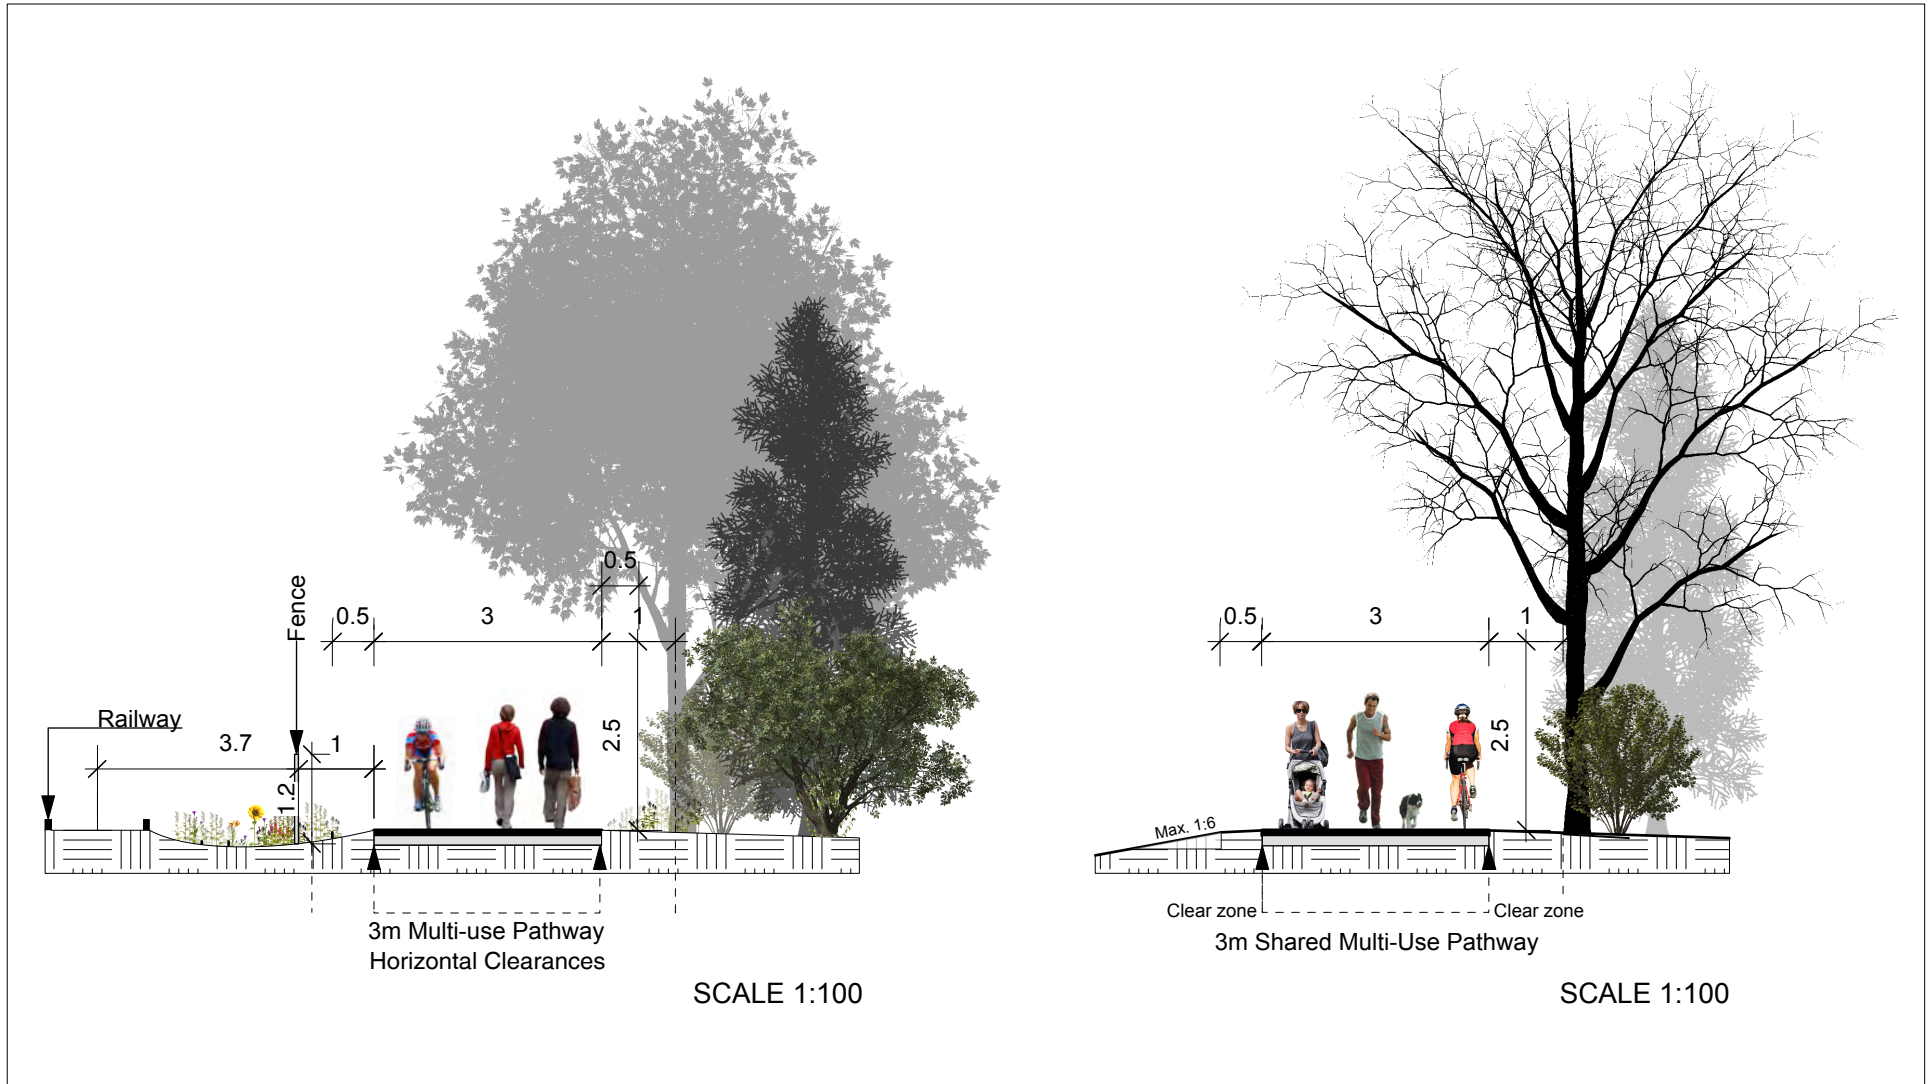 0.5
Fence
0.5
3
1
Railway
3.7
1
2.5
1.2
3m Multi-use Pathway
Horizontal Clearances
SCALE 1:100
0.5
3
1
2.5
Max. 1:6
Clear zone
Clear zone
3m Shared Multi-Use Pathway
SCALE 1:100